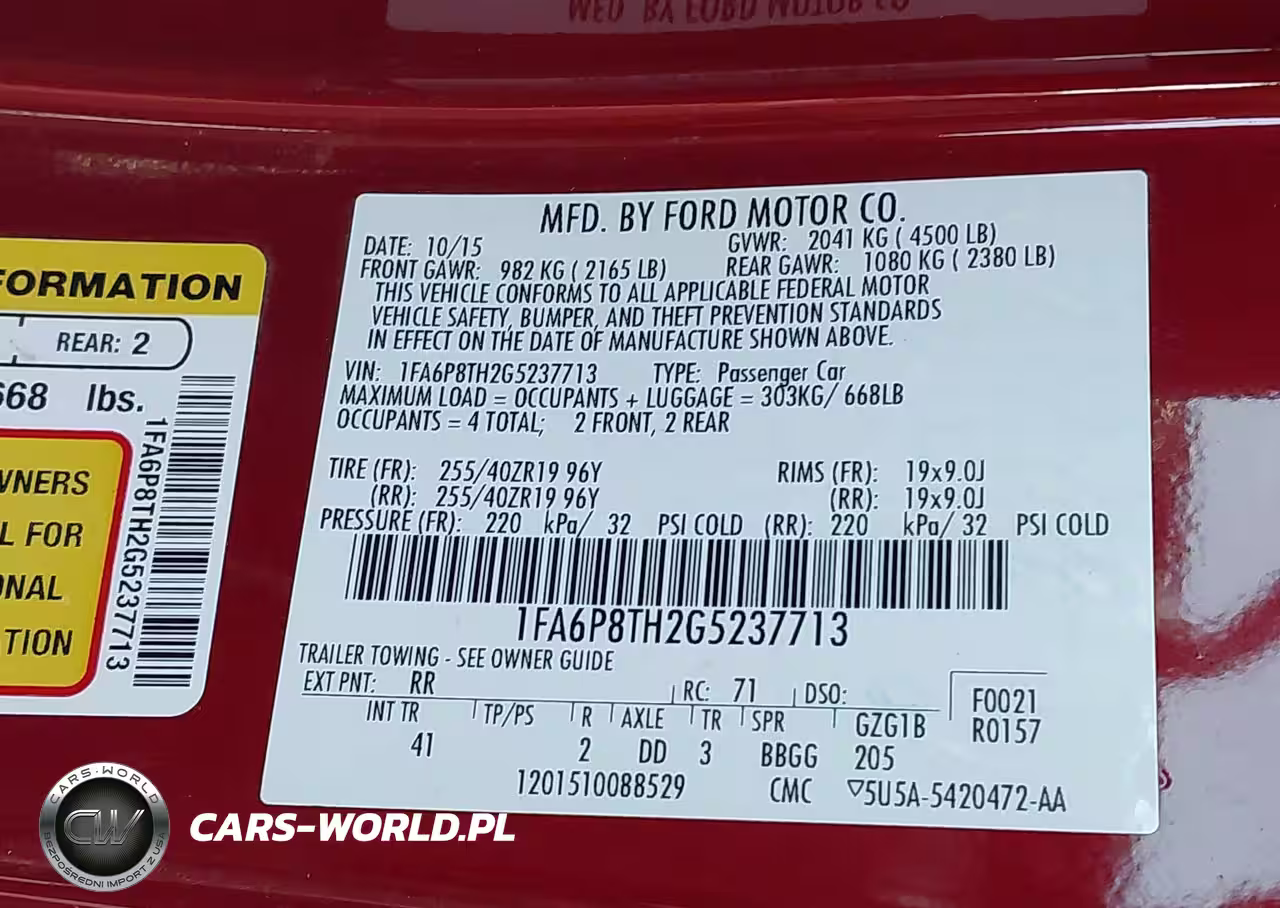 MFD. BY FORD MOTOR CO.
DATE: 10/15 GVWR: 2041 KG ( 4500 LB)
FRONT GAWR: 982 KG ( 2165 LB) REAR GAWR: 1080 KG ( 2380 LB)
THIS VEHICLE CONFORMS TO ALL APPLICABLE FEDERAL MOTOR
VEHICLE SAFETY, BUMPER, AND THEFT PREVENTION STANDARDS
IN EFFECT ON THE DATE OF MANUFACTURE SHOWN ABOVE.
VIN: 1FA6P8TH2G5237713 TYPE: Passenger Car
MAXIMUM LOAD = OCCUPANTS + LUGGAGE = 303KG/ 668LB
OCCUPANTS = 4 TOTAL; 2 FRONT, 2 REAR
TIRE (FR): 255/40ZR19 96Y RIMS (FR): 19x9.0J
(RR): 255/40ZR19 96Y (RR): 19x9.0J
PRESSURE (FR): 220 kPa/ 32 PSI COLD (RR): 220 kPa/ 32 PSI COLD
1FA6P8TH2G5237713
TRAILER TOWING - SEE OWNER GUIDE
EXT PNT: RR RC: 71 DSO: F0021
INT TR TP/PS R AXLE TR SPR GZG1B R0157
41 2 DD 3 BBGG 205
1201510088529 CMC ▽5U5A-5420472-AA
FORMATION
REAR: 2
668 lbs.
1FA6P8TH2G5237713
WNERS
L FOR
ONAL
TION
CARS-WORLD
CW
BEZPOŚREDNI IMPORT Z USA
CARS-WORLD.PL